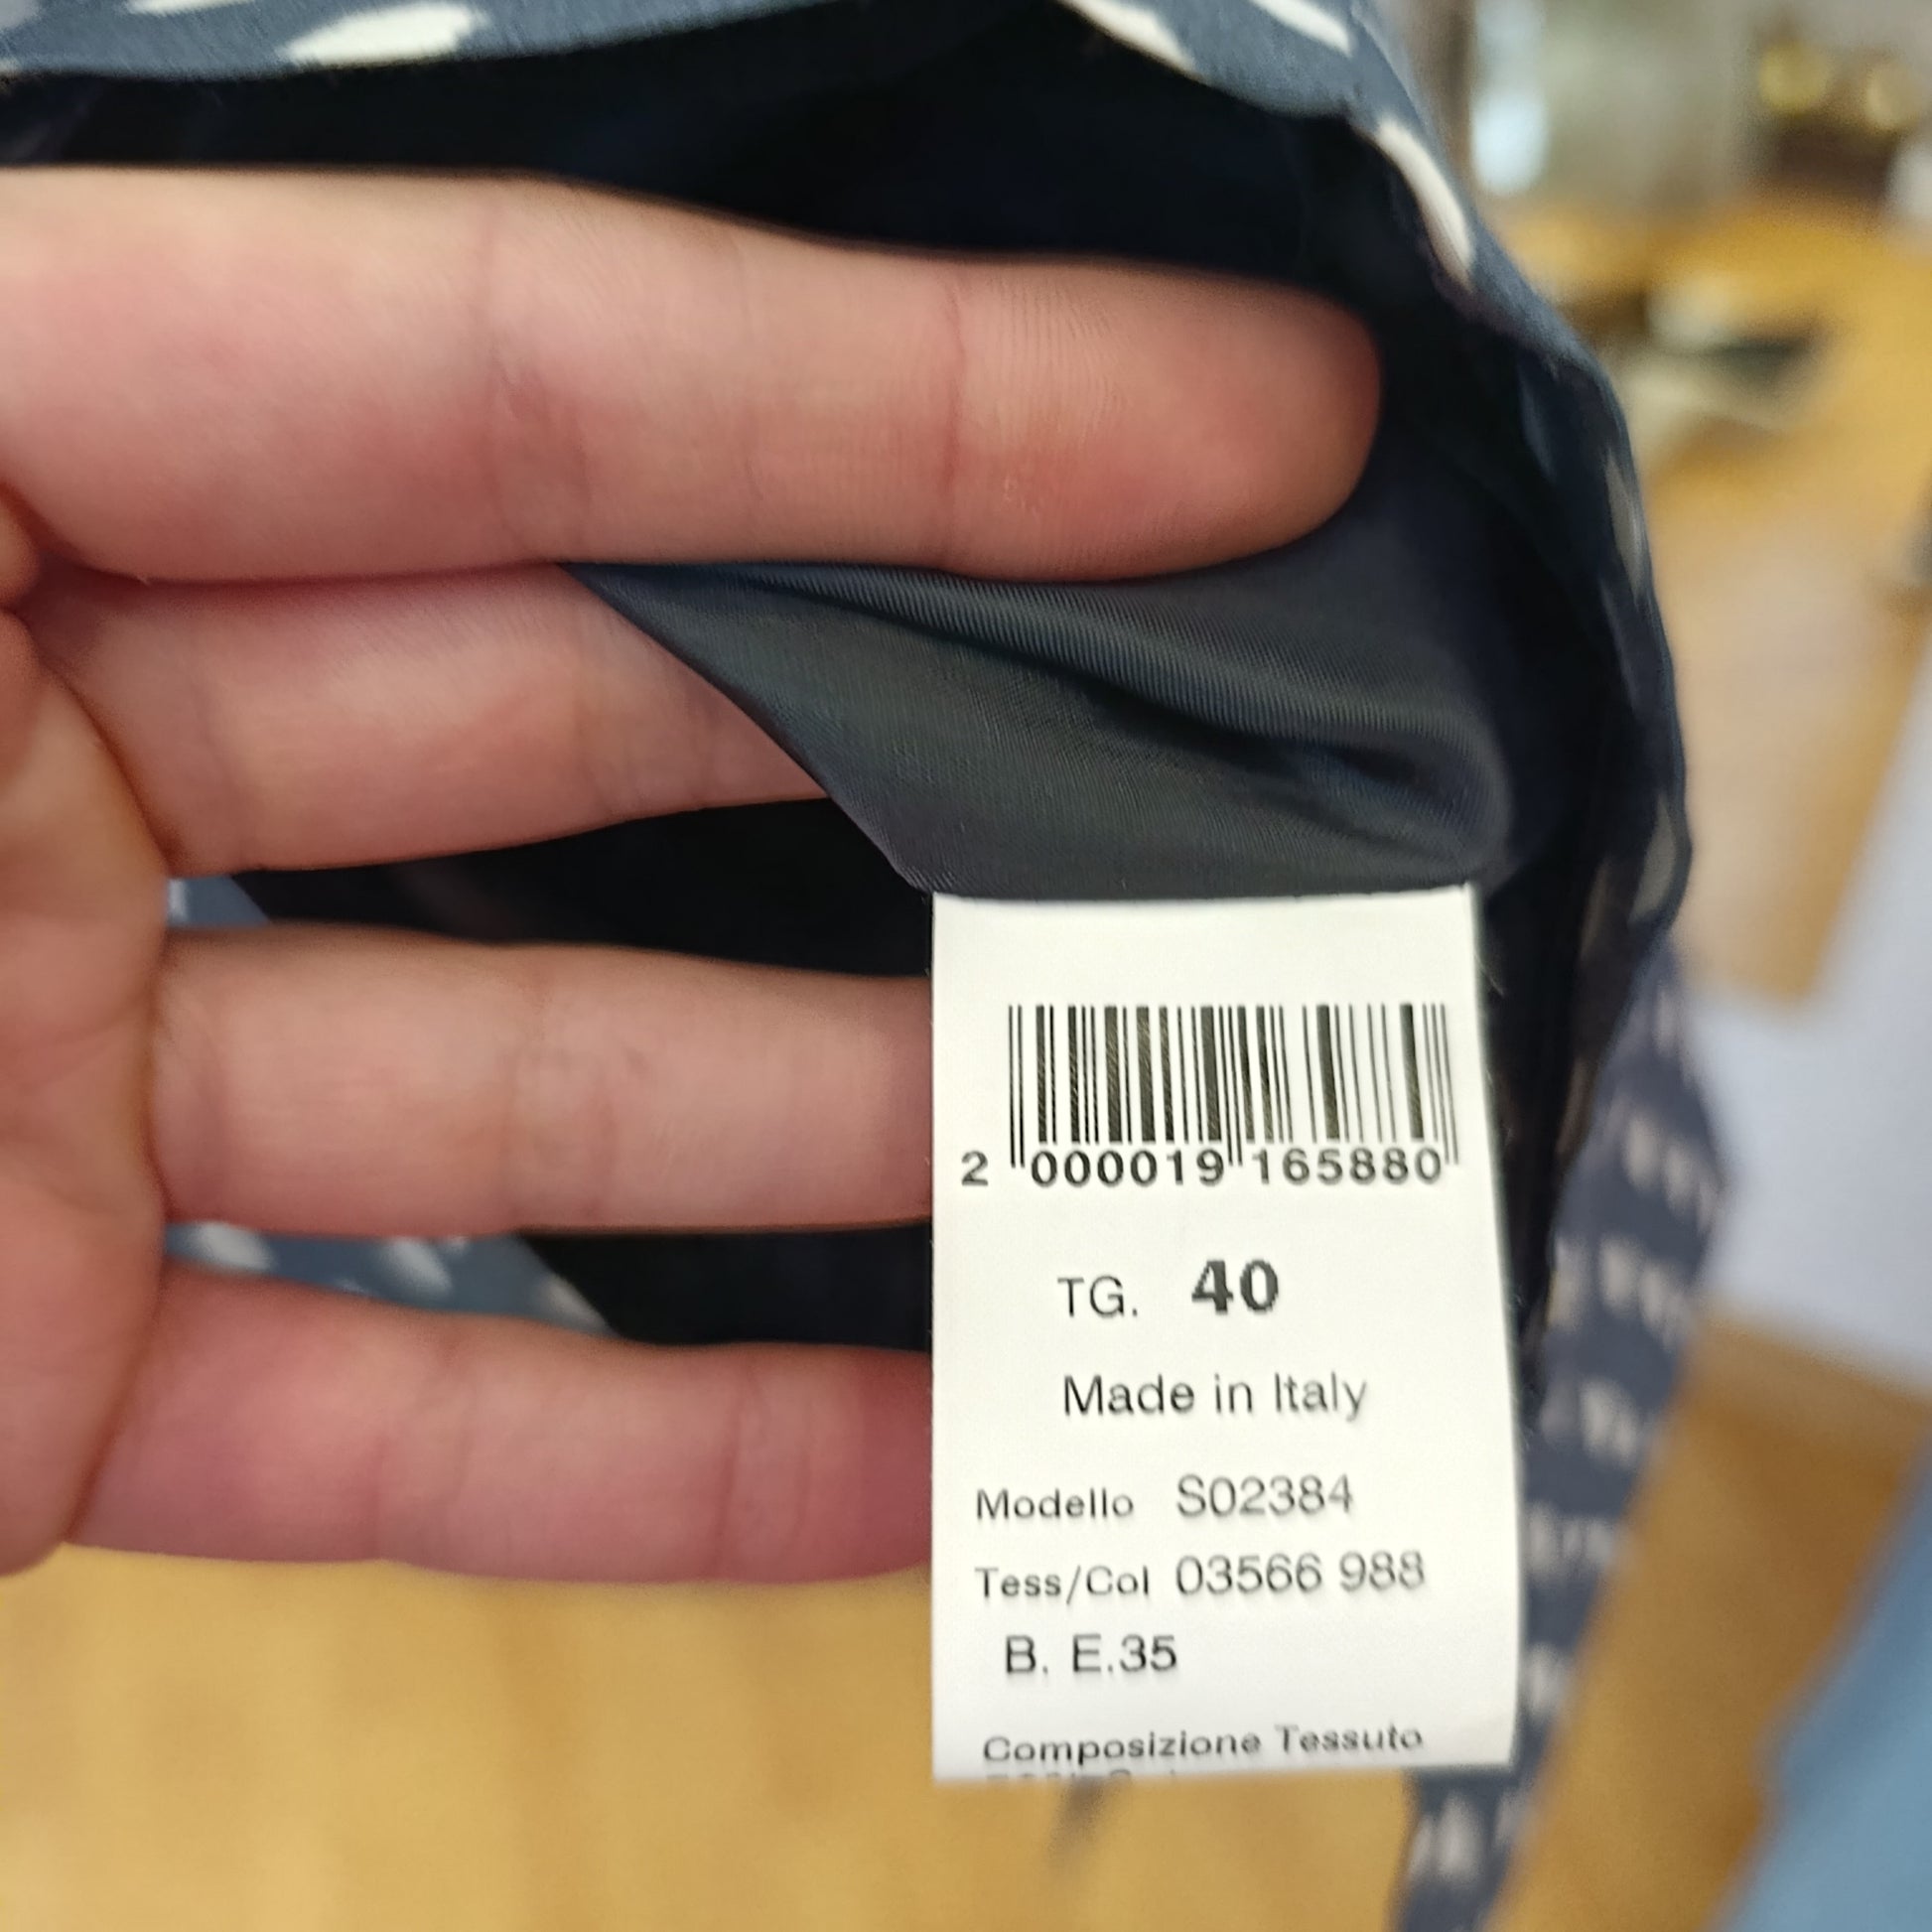 2 000019 165880
TG. 40
Made in Italy
Modello S02384
Tess/Col 03566 988
B. E.35
Composizione Tessuto